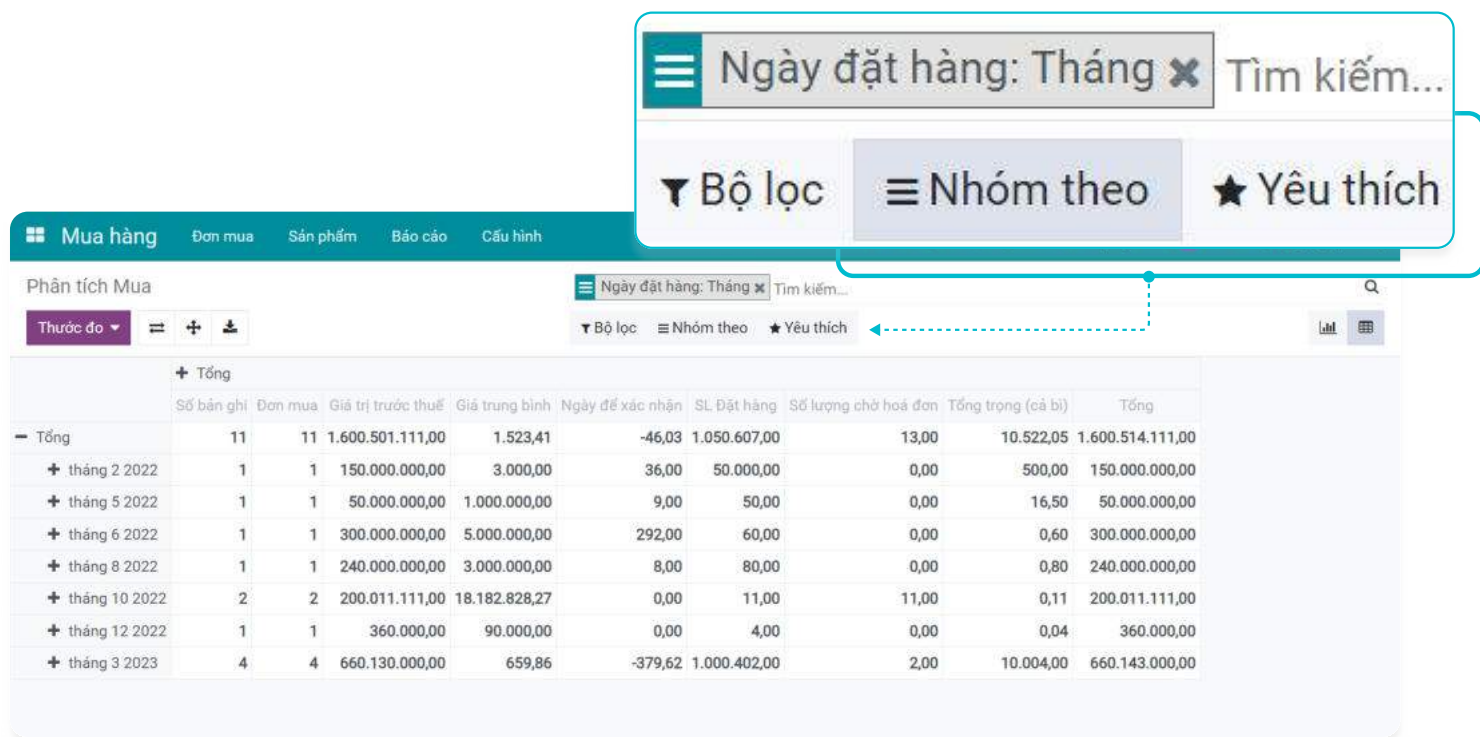 Ngày đặt hàng: Tháng ✖ Tìm kiếm...
Bộ lọc Nhóm theo Yêu thích
Mua hàng Đơn mua Sản phẩm Báo cáo Cấu hình
Phân tích Mua Ngày đặt hàng: Tháng ✖ Tìm kiếm...
Thước đo Bộ lọc Nhóm theo Yêu thích
+ Tổng
Số bản ghi Đơn mua Giá trị trước thuế Giá trung bình Ngày để xác nhận SL Đặt hàng Số lượng chờ hoá đơn Tổng trọng (cả bì) Tổng
− Tổng 11 11 1.600.501.111,00 1.523,41 -46,03 1.050.607,00 13,00 10.522,05 1.600.514.111,00
+ tháng 2 2022 1 1 150.000.000,00 3.000,00 36,00 50.000,00 0,00 500,00 150.000.000,00
+ tháng 5 2022 1 1 50.000.000,00 1.000.000,00 9,00 50,00 0,00 16,50 50.000.000,00
+ tháng 6 2022 1 1 300.000.000,00 5.000.000,00 292,00 60,00 0,00 0,60 300.000.000,00
+ tháng 8 2022 1 1 240.000.000,00 3.000.000,00 8,00 80,00 0,00 0,80 240.000.000,00
+ tháng 10 2022 2 2 200.011.111,00 18.182.828,27 0,00 11,00 11,00 0,11 200.011.111,00
+ tháng 12 2022 1 1 360.000,00 90.000,00 0,00 4,00 0,00 0,04 360.000,00
+ tháng 3 2023 4 4 660.130.000,00 659,86 -379,62 1.000.402,00 2,00 10.004,00 660.143.000,00